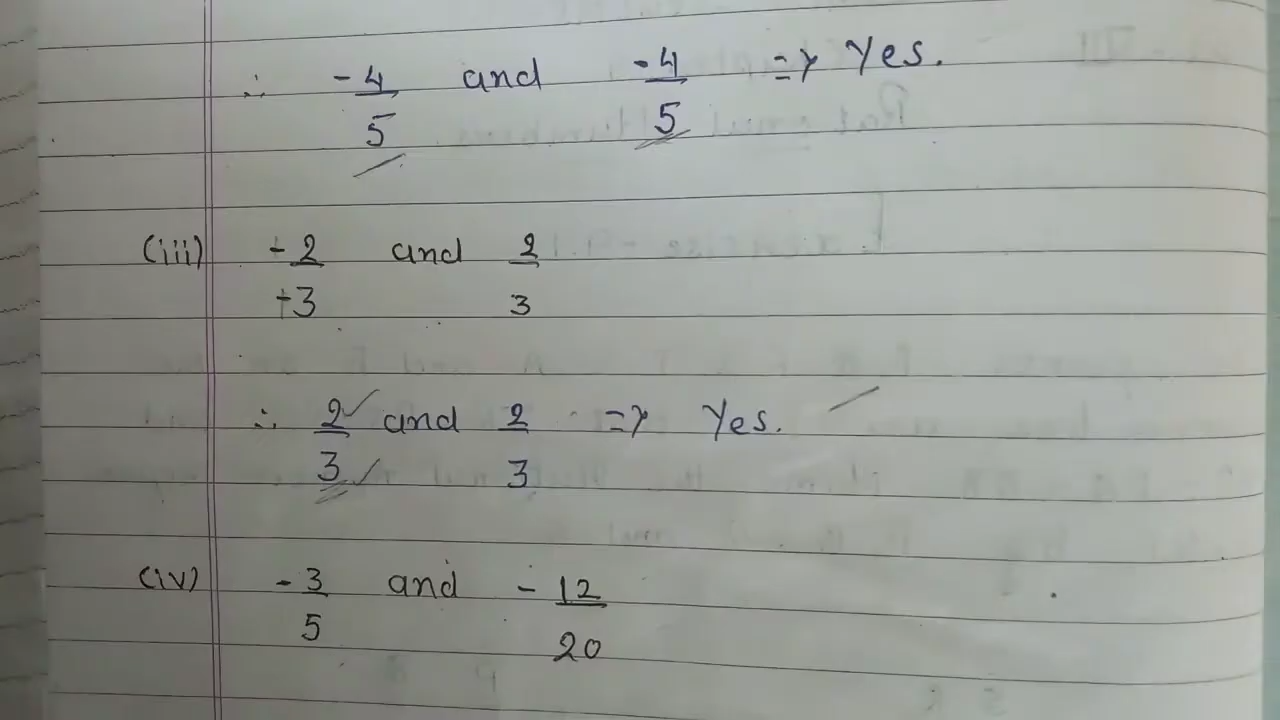 ∴ -4/5 and -4/5 => Yes.
(iii) -2/-3 and 2/3
∴ 2/3 and 2/3 => Yes.
(iv) -3/5 and -12/20